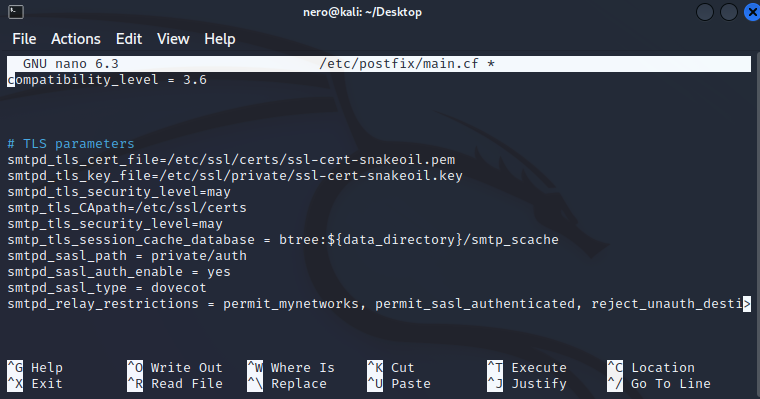 nero@kali: ~/Desktop
File Actions Edit View Help
GNU nano 6.3 /etc/postfix/main.cf *
compatibility_level = 3.6
# TLS parameters
smtpd_tls_cert_file=/etc/ssl/certs/ssl-cert-snakeoil.pem
smtpd_tls_key_file=/etc/ssl/private/ssl-cert-snakeoil.key
smtpd_tls_security_level=may
smtp_tls_CApath=/etc/ssl/certs
smtp_tls_security_level=may
smtp_tls_session_cache_database = btree:${data_directory}/smtp_scache
smtpd_sasl_path = private/auth
smtpd_sasl_auth_enable = yes
smtpd_sasl_type = dovecot
smtpd_relay_restrictions = permit_mynetworks, permit_sasl_authenticated, reject_unauth_desti>
^G Help ^O Write Out ^W Where Is ^K Cut ^T Execute ^C Location
^X Exit ^R Read File ^\ Replace ^U Paste ^J Justify ^/ Go To Line